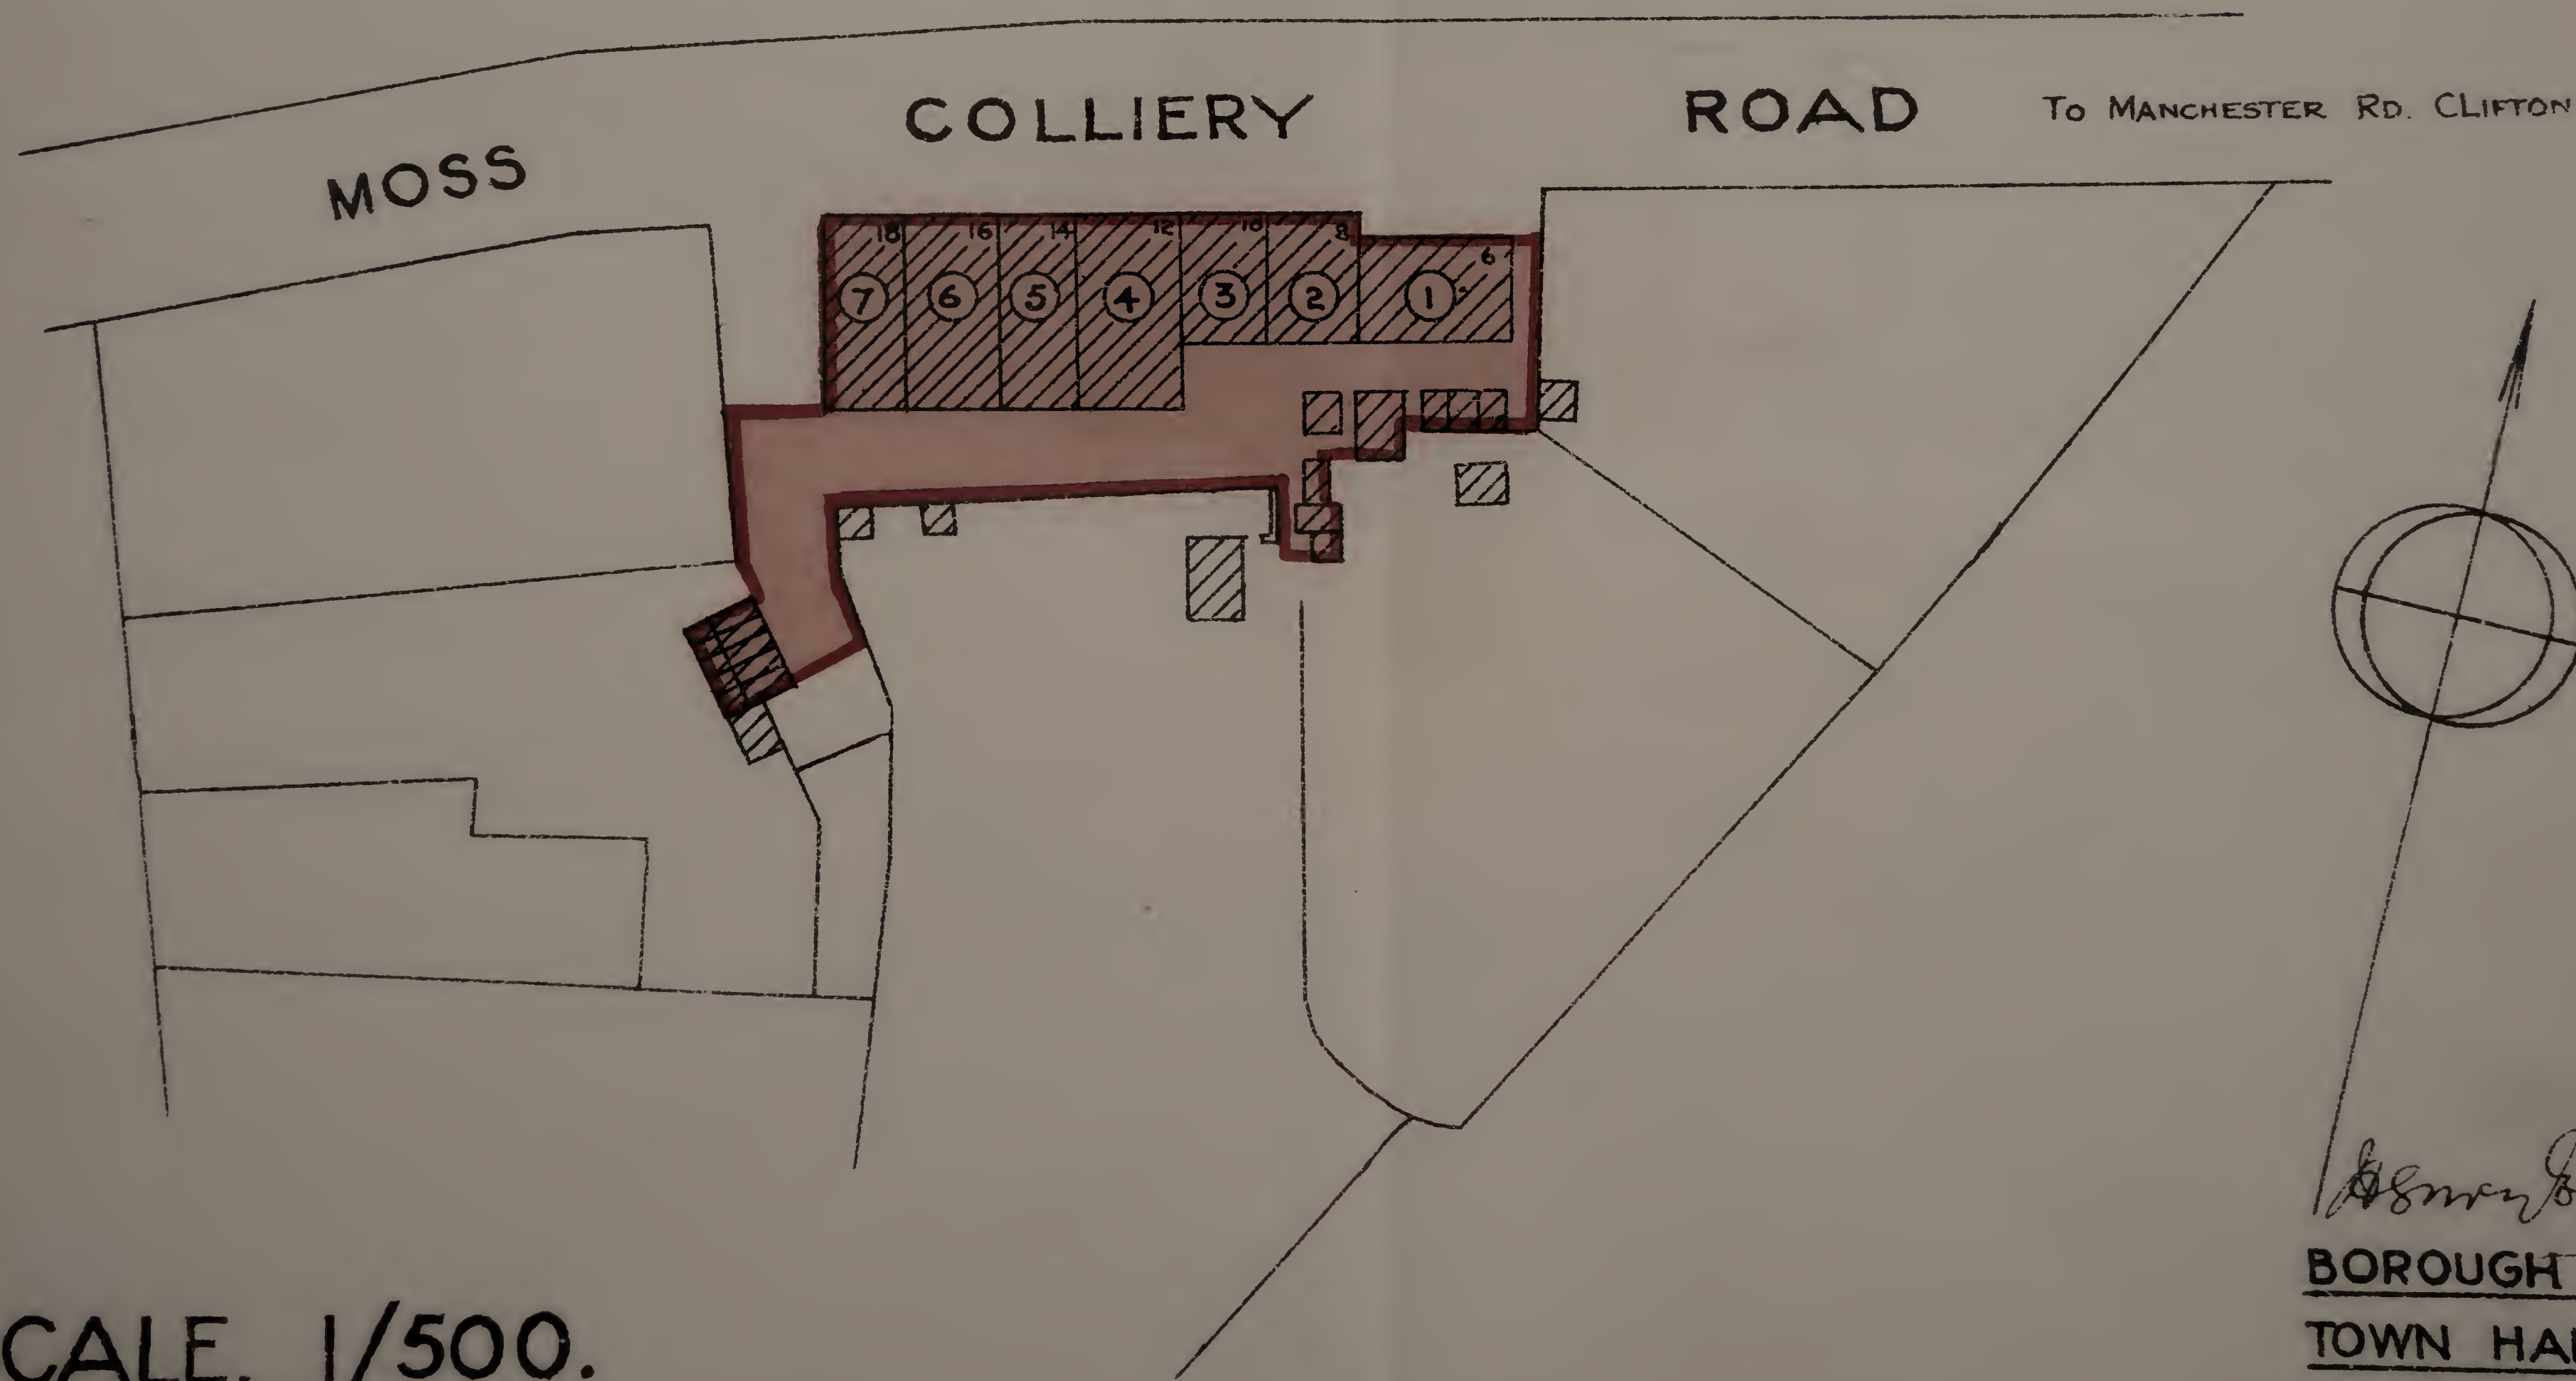 MOSS COLLIERY ROAD To MANCHESTER RD. CLIFTON
18 16 14 12 10 8 6
7 6 5 4 3 2 1
CALE. 1/500.
BOROUGH
TOWN HAL